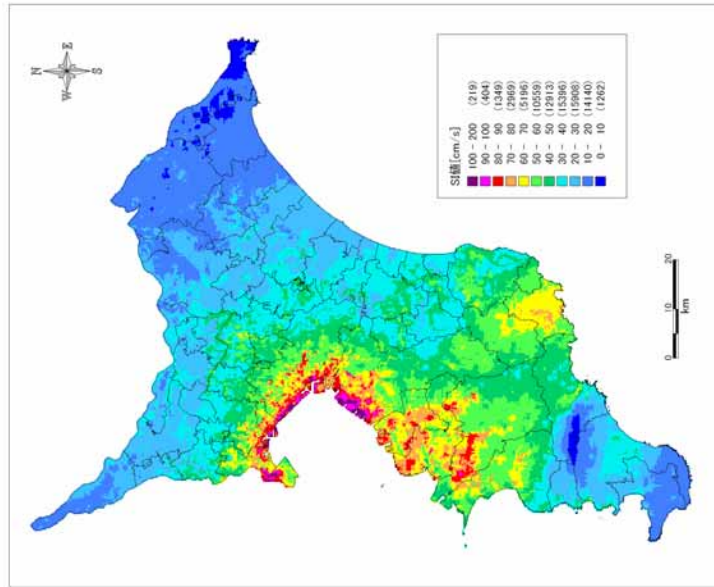 N
E
W
S
SI値[cm/s]
100 - 200 (219)
90 - 100 (404)
80 - 90 (1349)
70 - 80 (2969)
60 - 70 (5196)
50 - 60 (10559)
40 - 50 (12913)
30 - 40 (15396)
20 - 30 (15908)
10 - 20 (14140)
0 - 10 (1262)
0 10 20
km